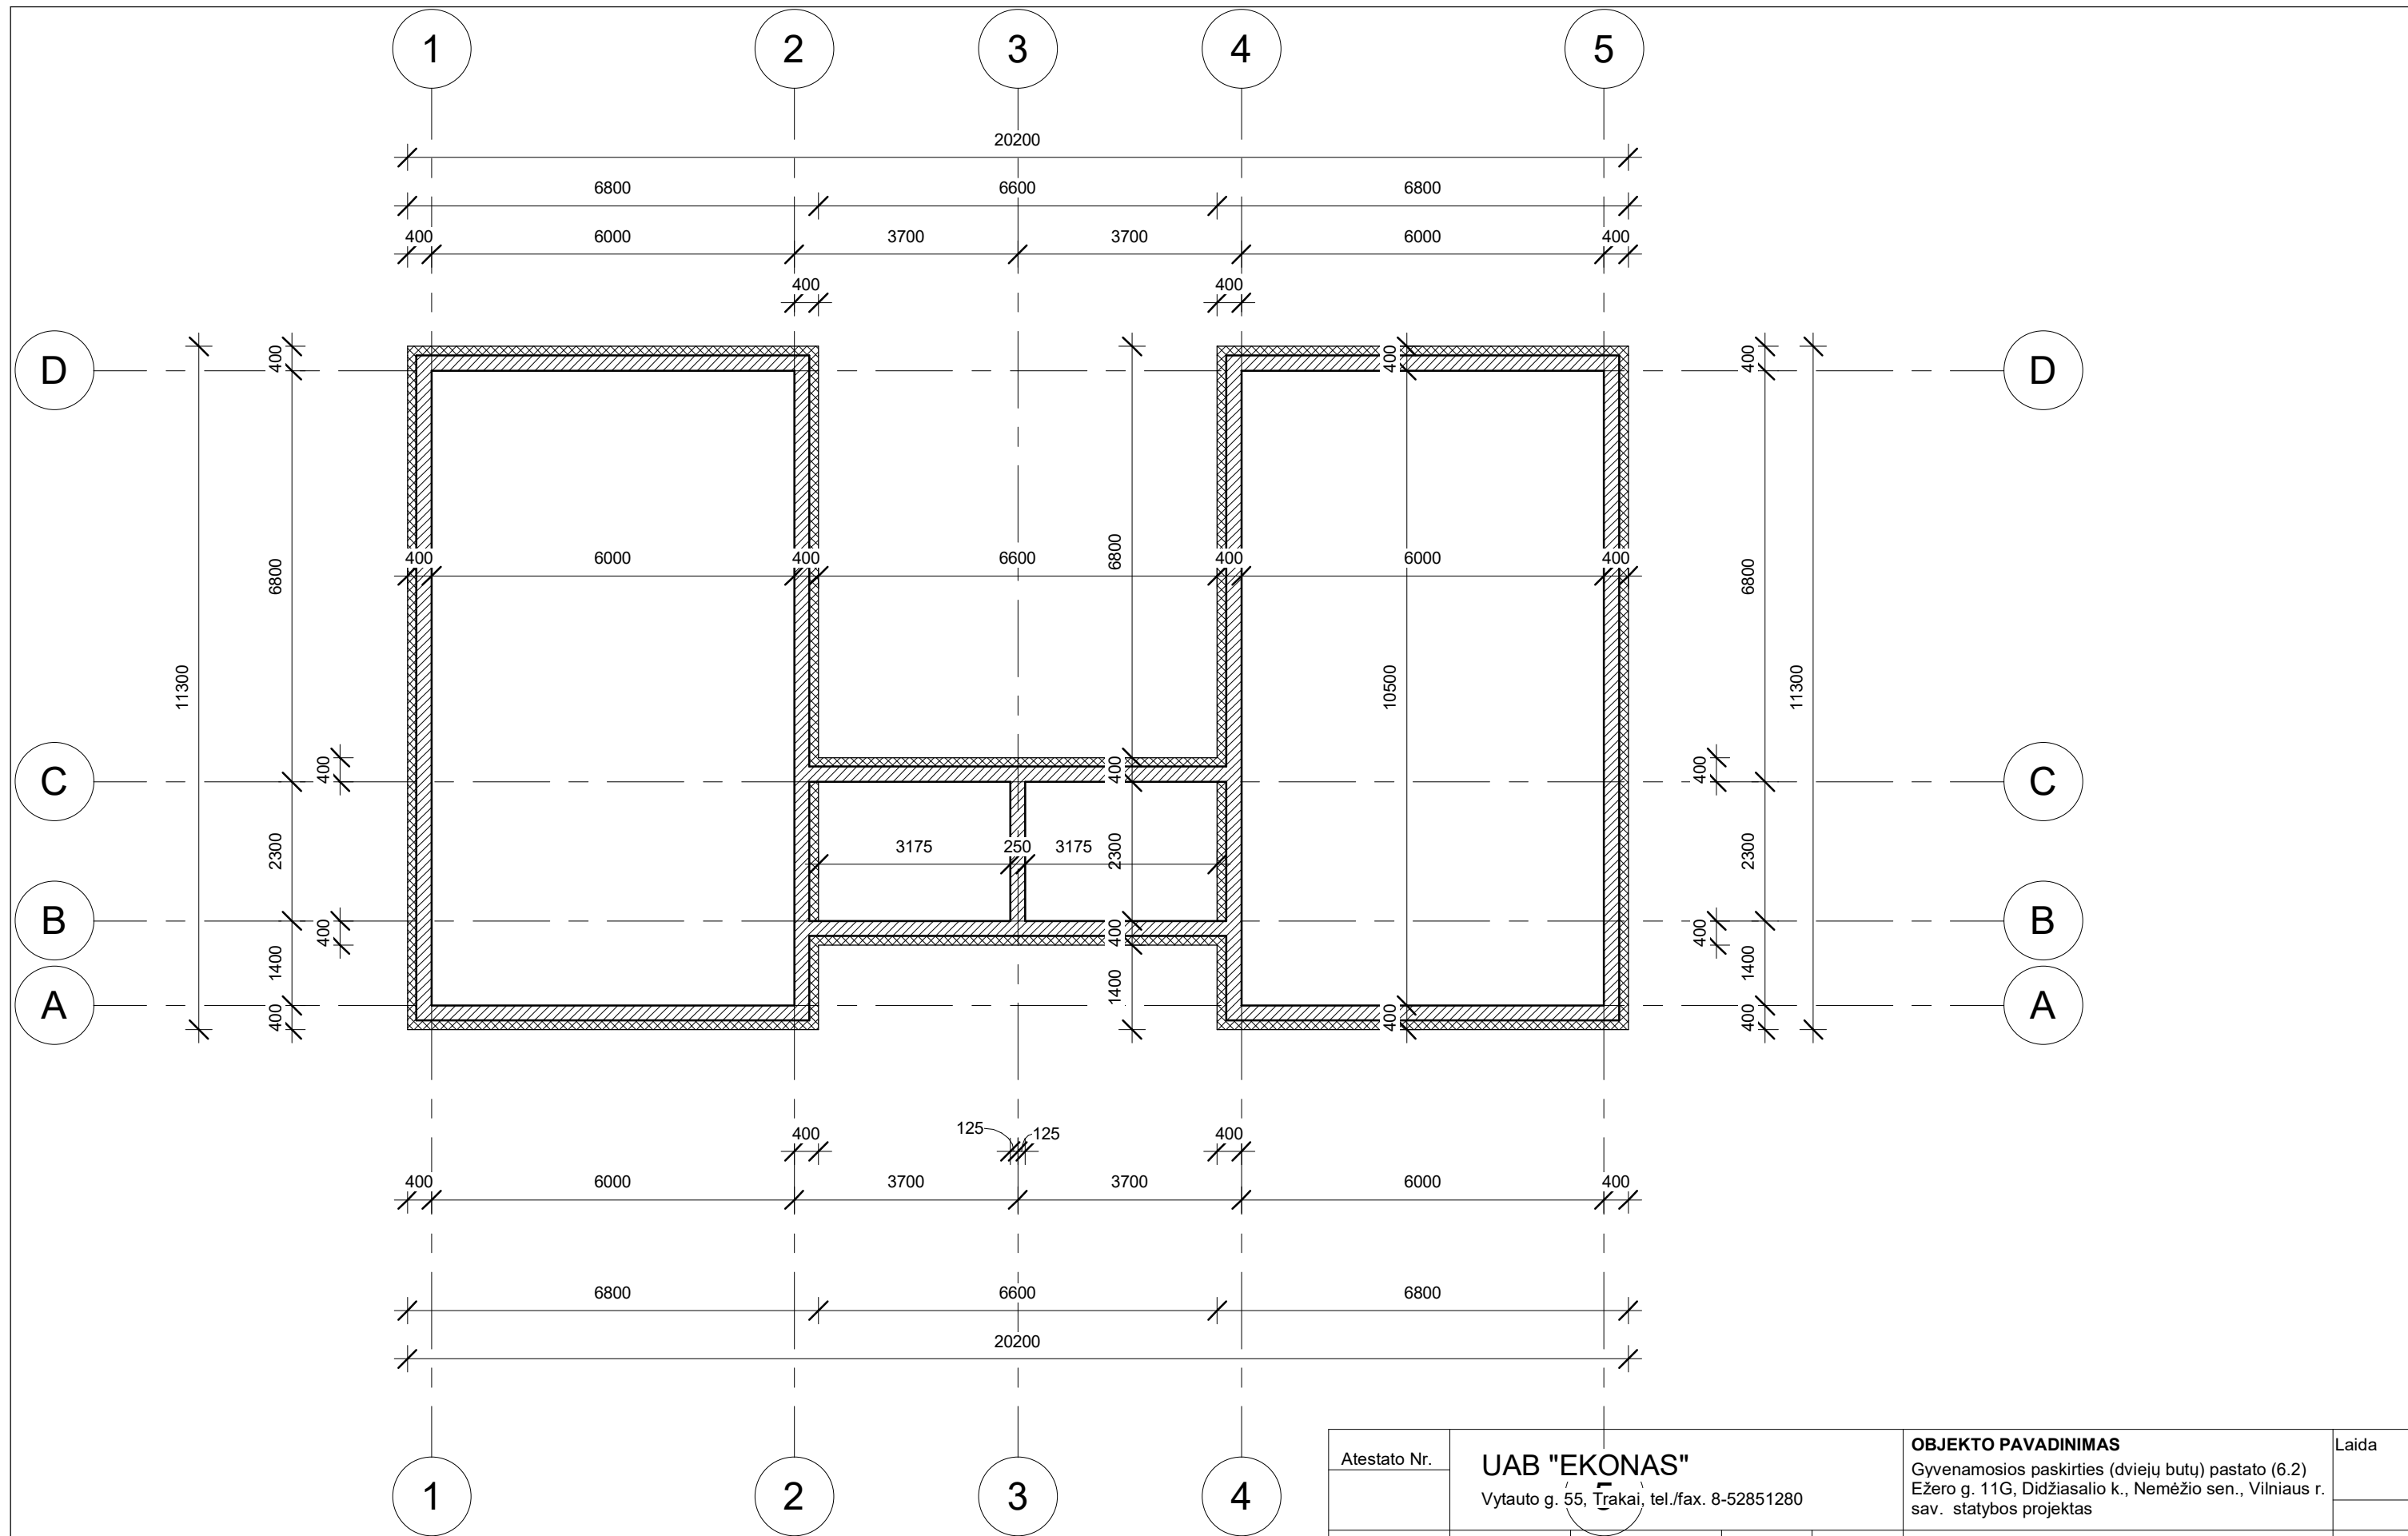 1 2 3 4 5
20200
6800 6600 6800
400 6000 3700 3700 6000 400
400 400
D 400 400 400 D
400 6000 400 6600 400 6000 400
6800 6800 6800
11300 10500 11300
C 400 400 400 C
3175 250 3175
2300 2300 2300
B 400 400 400 B
1400 1400 1400
A 400 400 400 A
400 125 125 400
400 6000 3700 3700 6000 400
6800 6600 6800
20200
1 2 3 4
Atestato Nr.
UAB "EKONAS"
Vytauto g. 55, Trakai, tel./fax. 8-52851280
OBJEKTO PAVADINIMAS
Gyvenamosios paskirties (dviejų butų) pastato (6.2)
Ežero g. 11G, Didžiasalio k., Nemėžio sen., Vilniaus r.
sav. statybos projektas
Laida